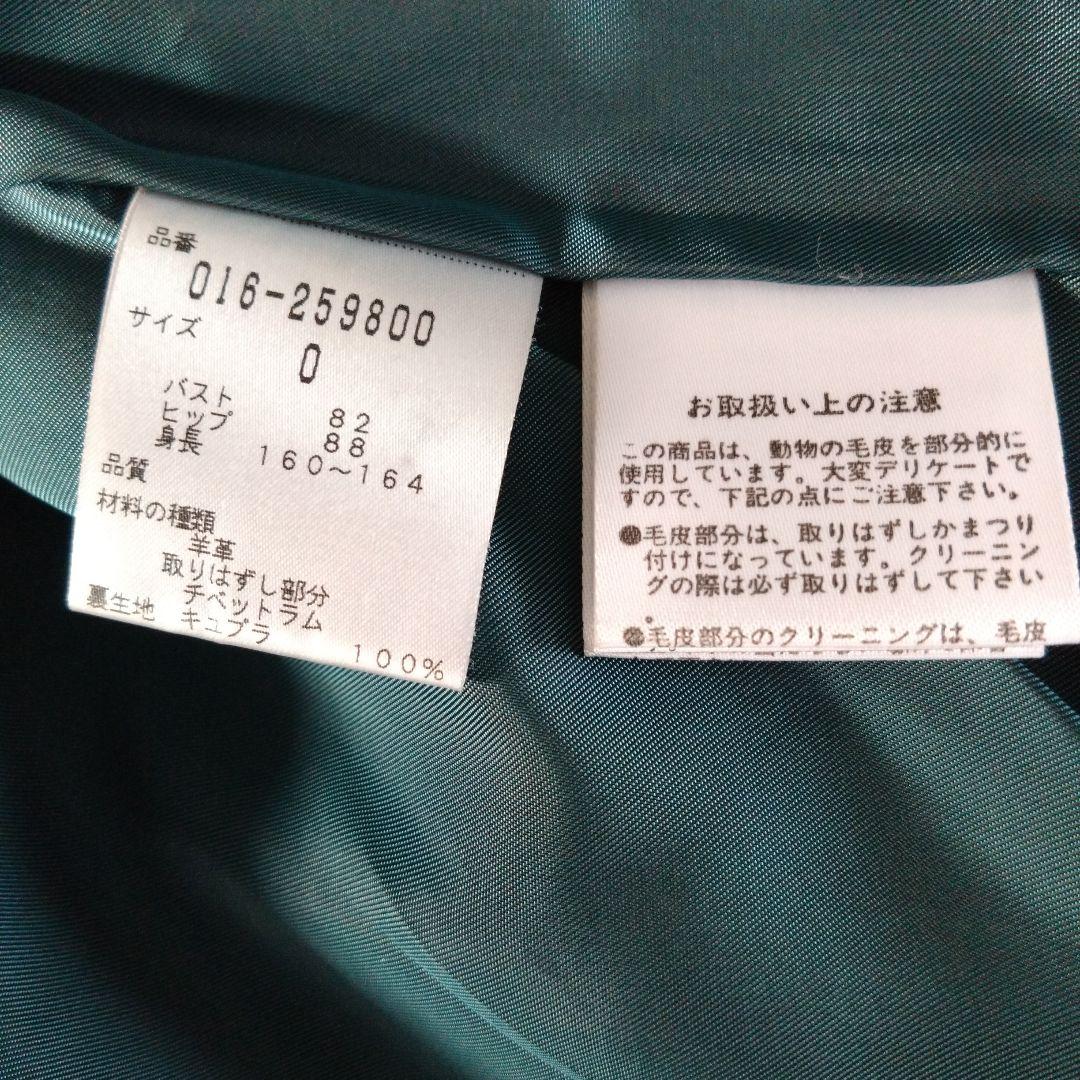 品番
016-259800
サイズ
0
バスト 82
ヒップ 88
身長 160〜164
品質
材料の種類
羊革
取りはずし部分
チベットラム
裏生地 キュプラ 100%
お取扱い上の注意
この商品は、動物の毛皮を部分的に
使用しています。大変デリケートで
すので、下記の点にご注意下さい。
●毛皮部分は、取りはずしかまつり
付けになっています。クリーニン
グの際は必ず取りはずして下さい
。
●毛皮部分のクリーニングは、毛皮